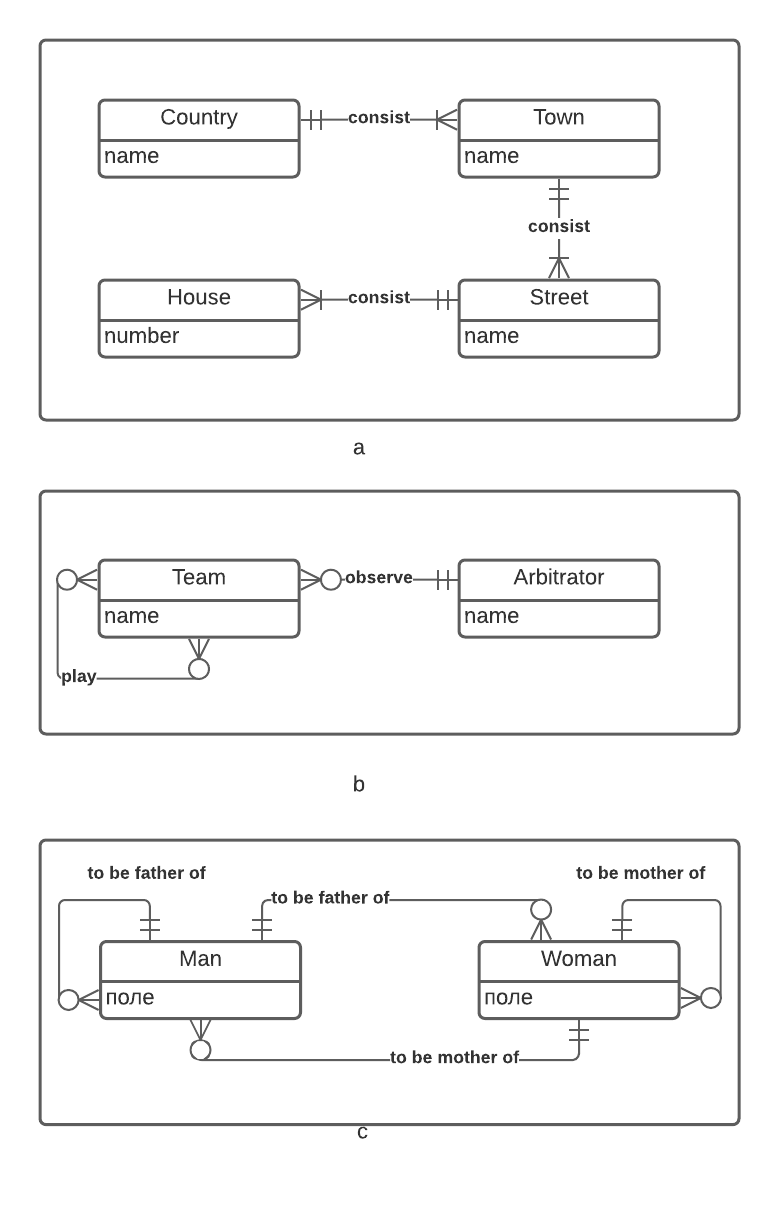 Country
consist
Town
name
name
consist
House
consist
Street
number
name
a
Team
observe
Arbitrator
name
name
play
b
to be father of
to be mother of
to be father of
Man
Woman
поле
поле
to be mother of
c